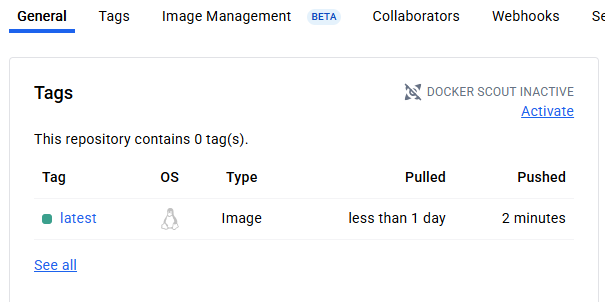 General Tags Image Management BETA Collaborators Webhooks Se
Tags
DOCKER SCOUT INACTIVE
Activate
This repository contains 0 tag(s).
Tag OS Type Pulled Pushed
latest Image less than 1 day 2 minutes
See all